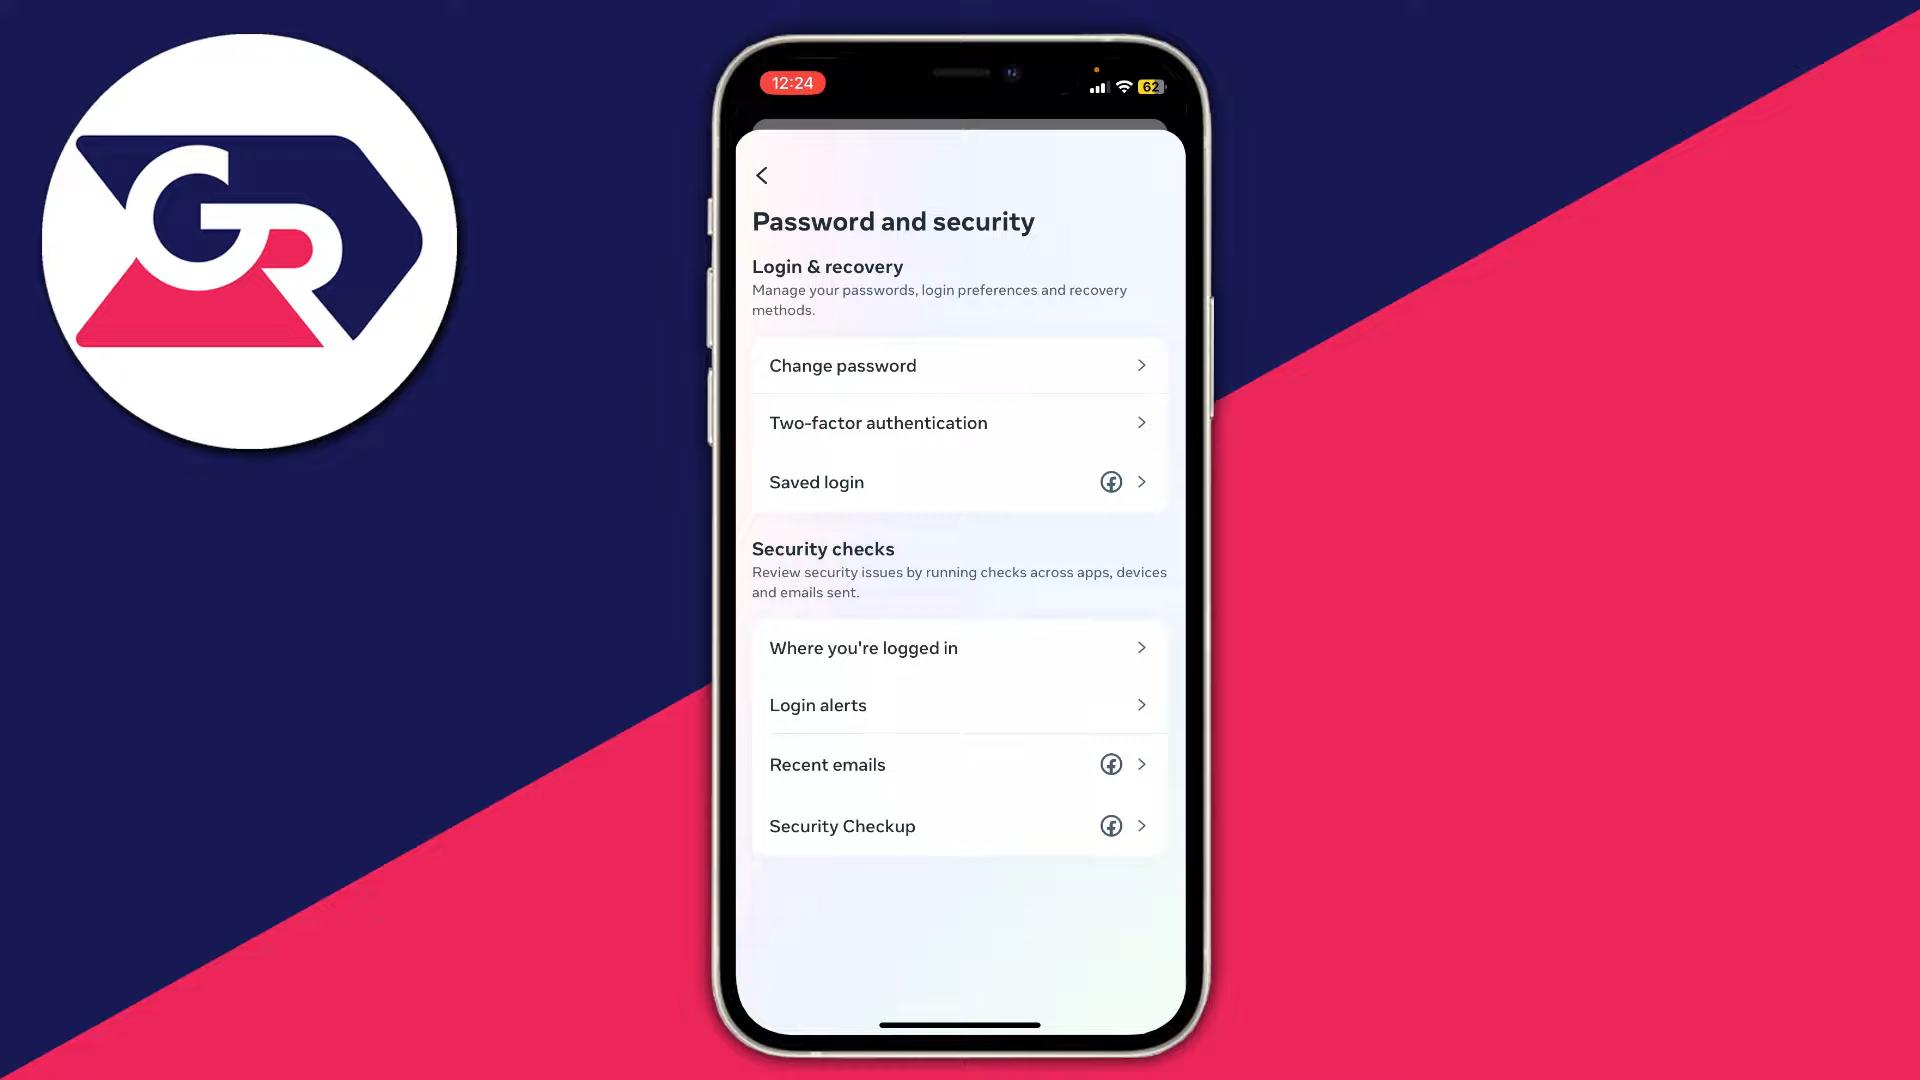 GR
12:24
62
Password and security
Login & recovery
Manage your passwords, login preferences and recovery
methods.
Change password
Two-factor authentication
Saved login
Security checks
Review security issues by running checks across apps, devices
and emails sent.
Where you're logged in
Login alerts
Recent emails
Security Checkup